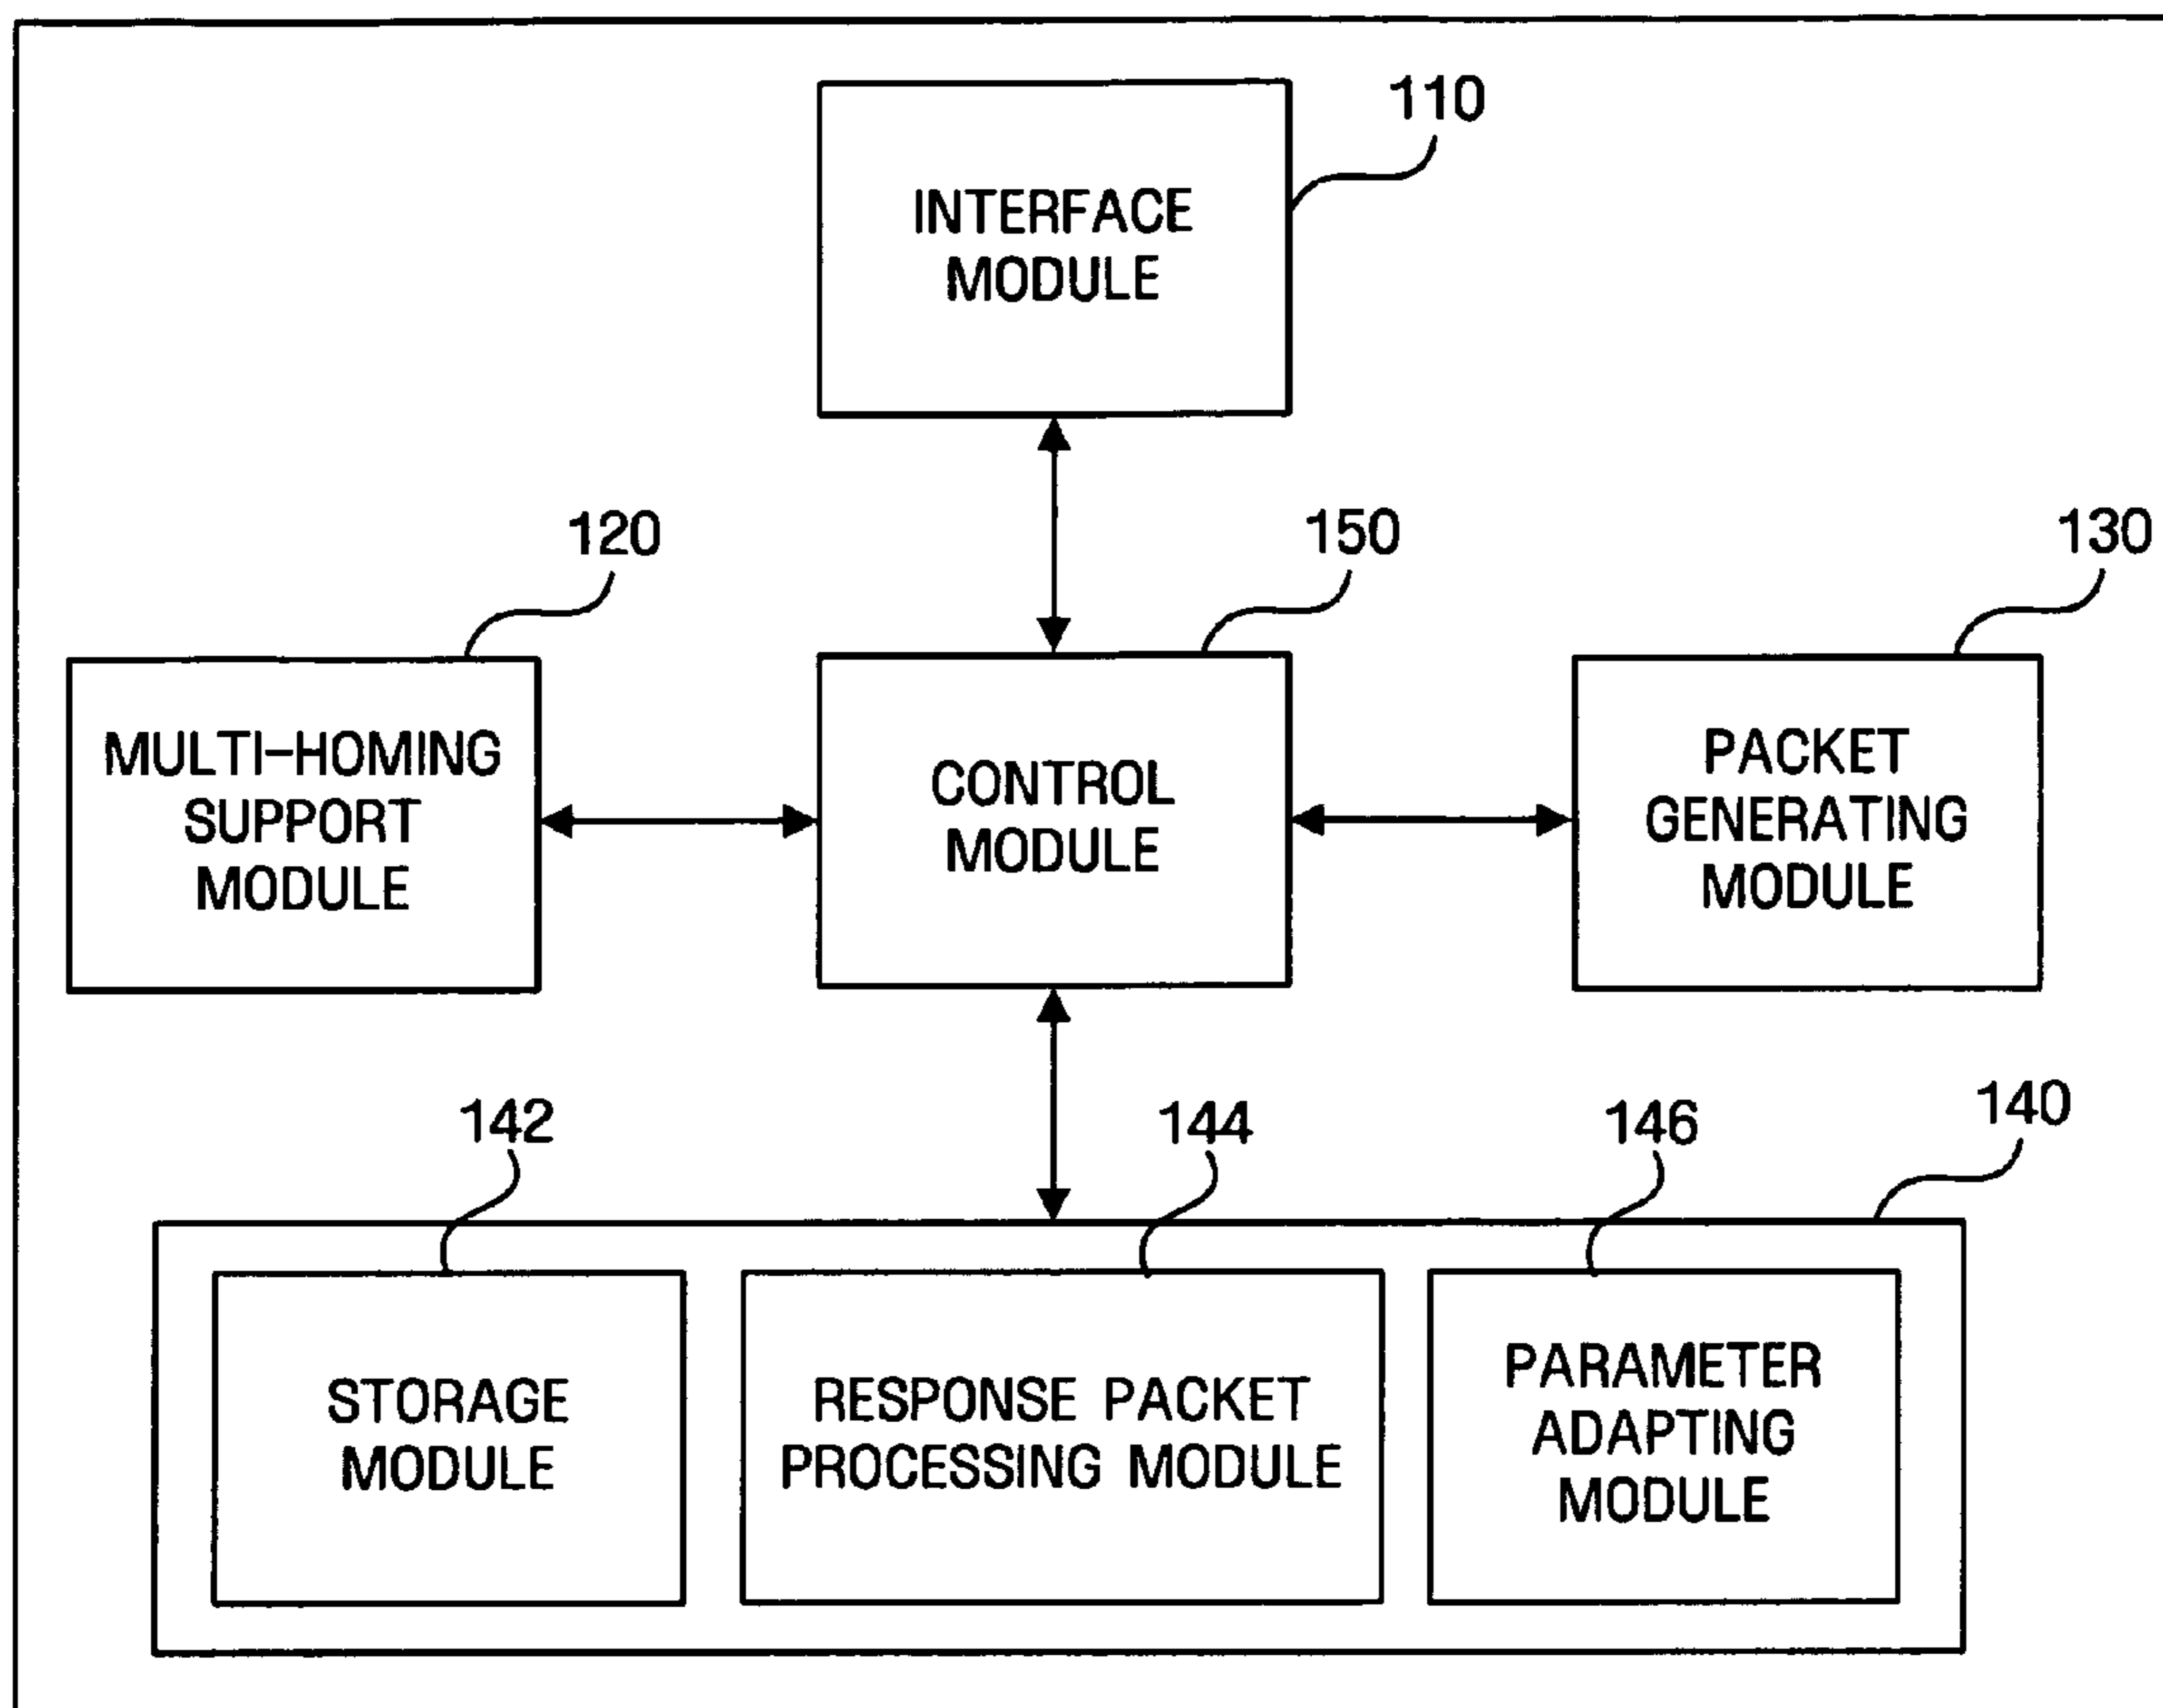 110
INTERFACE
MODULE
120
150
130
MULTI-HOMING
SUPPORT
MODULE
CONTROL
MODULE
PACKET
GENERATING
MODULE
142
144
146
140
STORAGE
MODULE
RESPONSE PACKET
PROCESSING MODULE
PARAMETER
ADAPTING
MODULE